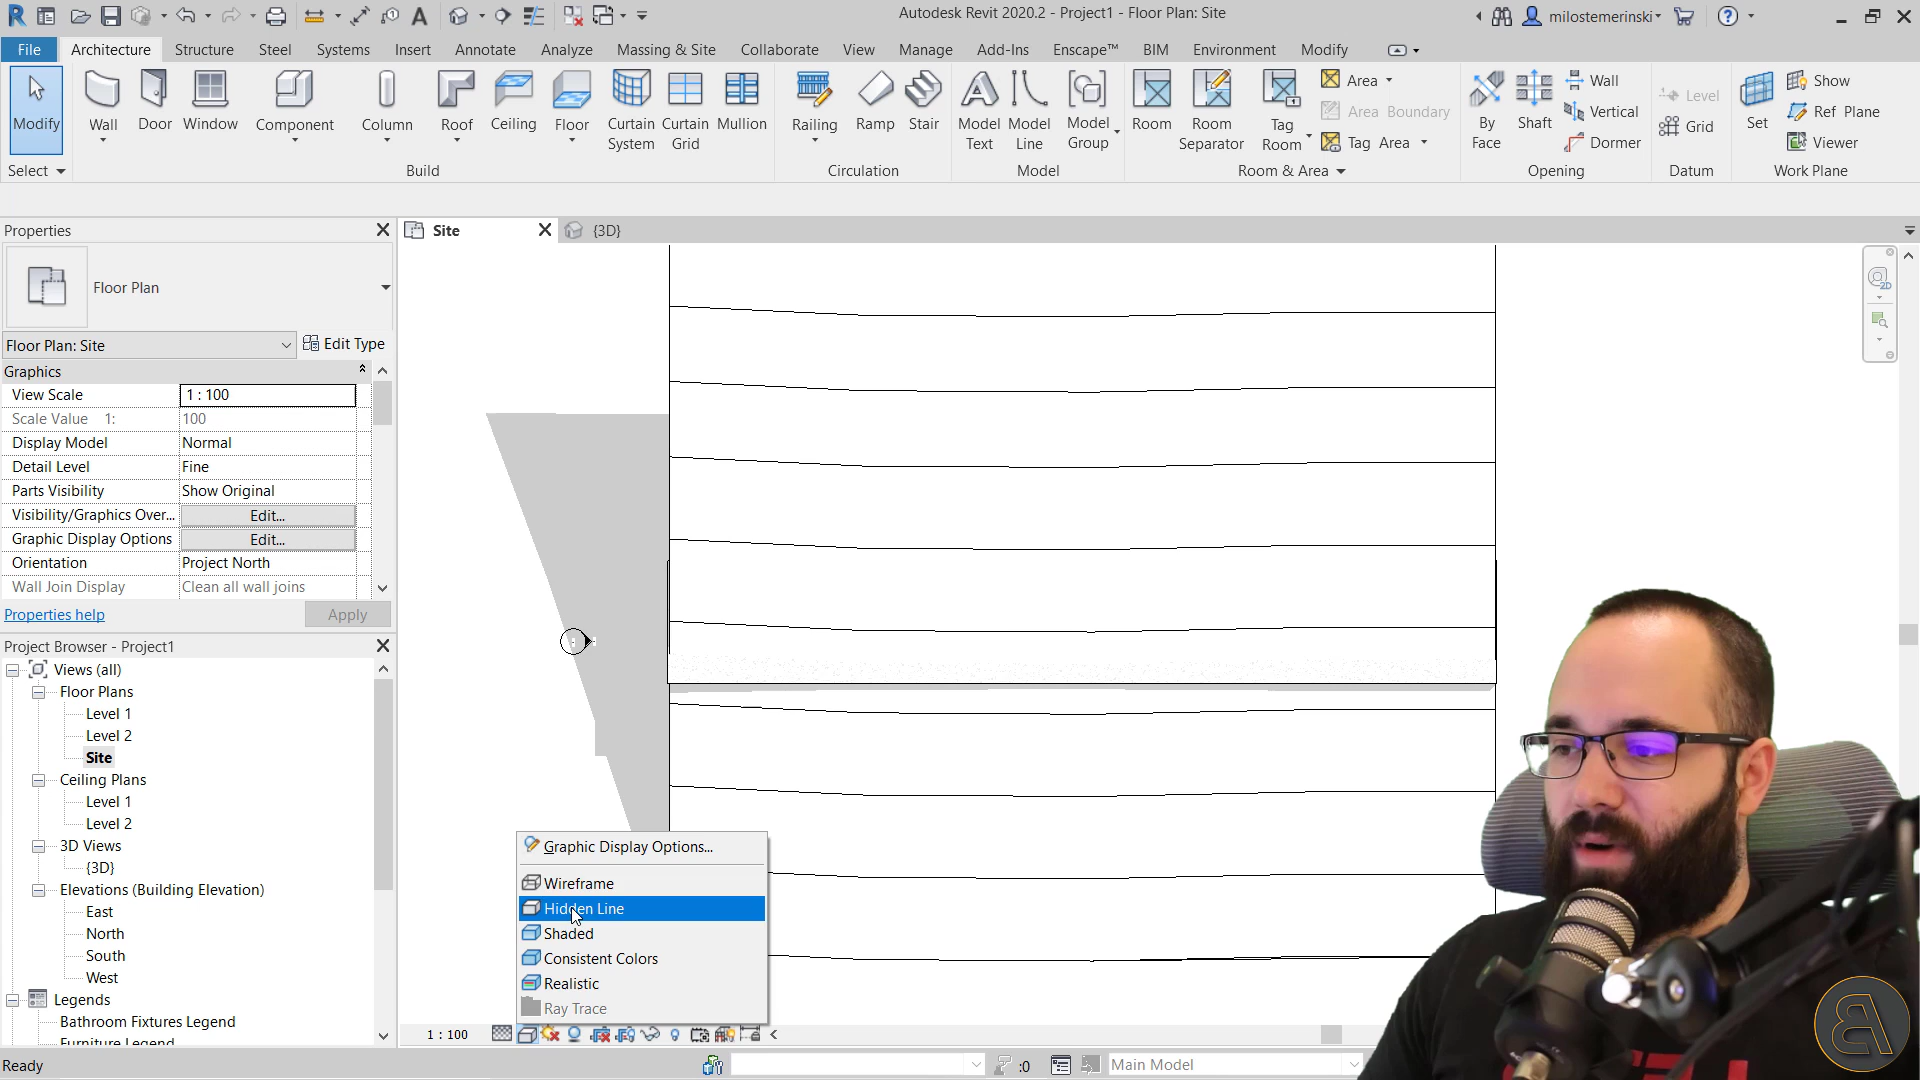 Autodesk Revit 2020.2 - Project1 - Floor Plan: Site
milostemerinski
File Architecture Structure Steel Systems Insert Annotate Analyze Massing & Site Collaborate View Manage Add-Ins Enscape™ BIM Environment Modify
Modify
Wall
Door
Window
Component
Column
Roof
Ceiling
Floor
Curtain System
Curtain Grid
Mullion
Railing
Ramp
Stair
Model Text
Model Line
Model Group
Room
Room Separator
Tag Room
Area
Area Boundary
Tag Area
By Face
Shaft
Wall
Vertical
Dormer
Level
Grid
Set
Show
Ref Plane
Viewer
Select Build Circulation Model Room & Area Opening Datum Work Plane
Properties
Site
{3D}
Floor Plan
Floor Plan: Site
Edit Type
Graphics
View Scale 1 : 100
Scale Value 1: 100
Display Model Normal
Detail Level Fine
Parts Visibility Show Original
Visibility/Graphics Over... Edit...
Graphic Display Options Edit...
Orientation Project North
Wall Join Display Clean all wall joins
Properties help Apply
Project Browser - Project1
Views (all)
Floor Plans
Level 1
Level 2
Site
Ceiling Plans
Level 1
Level 2
3D Views
{3D}
Elevations (Building Elevation)
East
North
South
West
Legends
Bathroom Fixtures Legend
Furniture Legend
Graphic Display Options...
Wireframe
Hidden Line
Shaded
Consistent Colors
Realistic
Ray Trace
1 : 100
2D
Ready
:0
Main Model